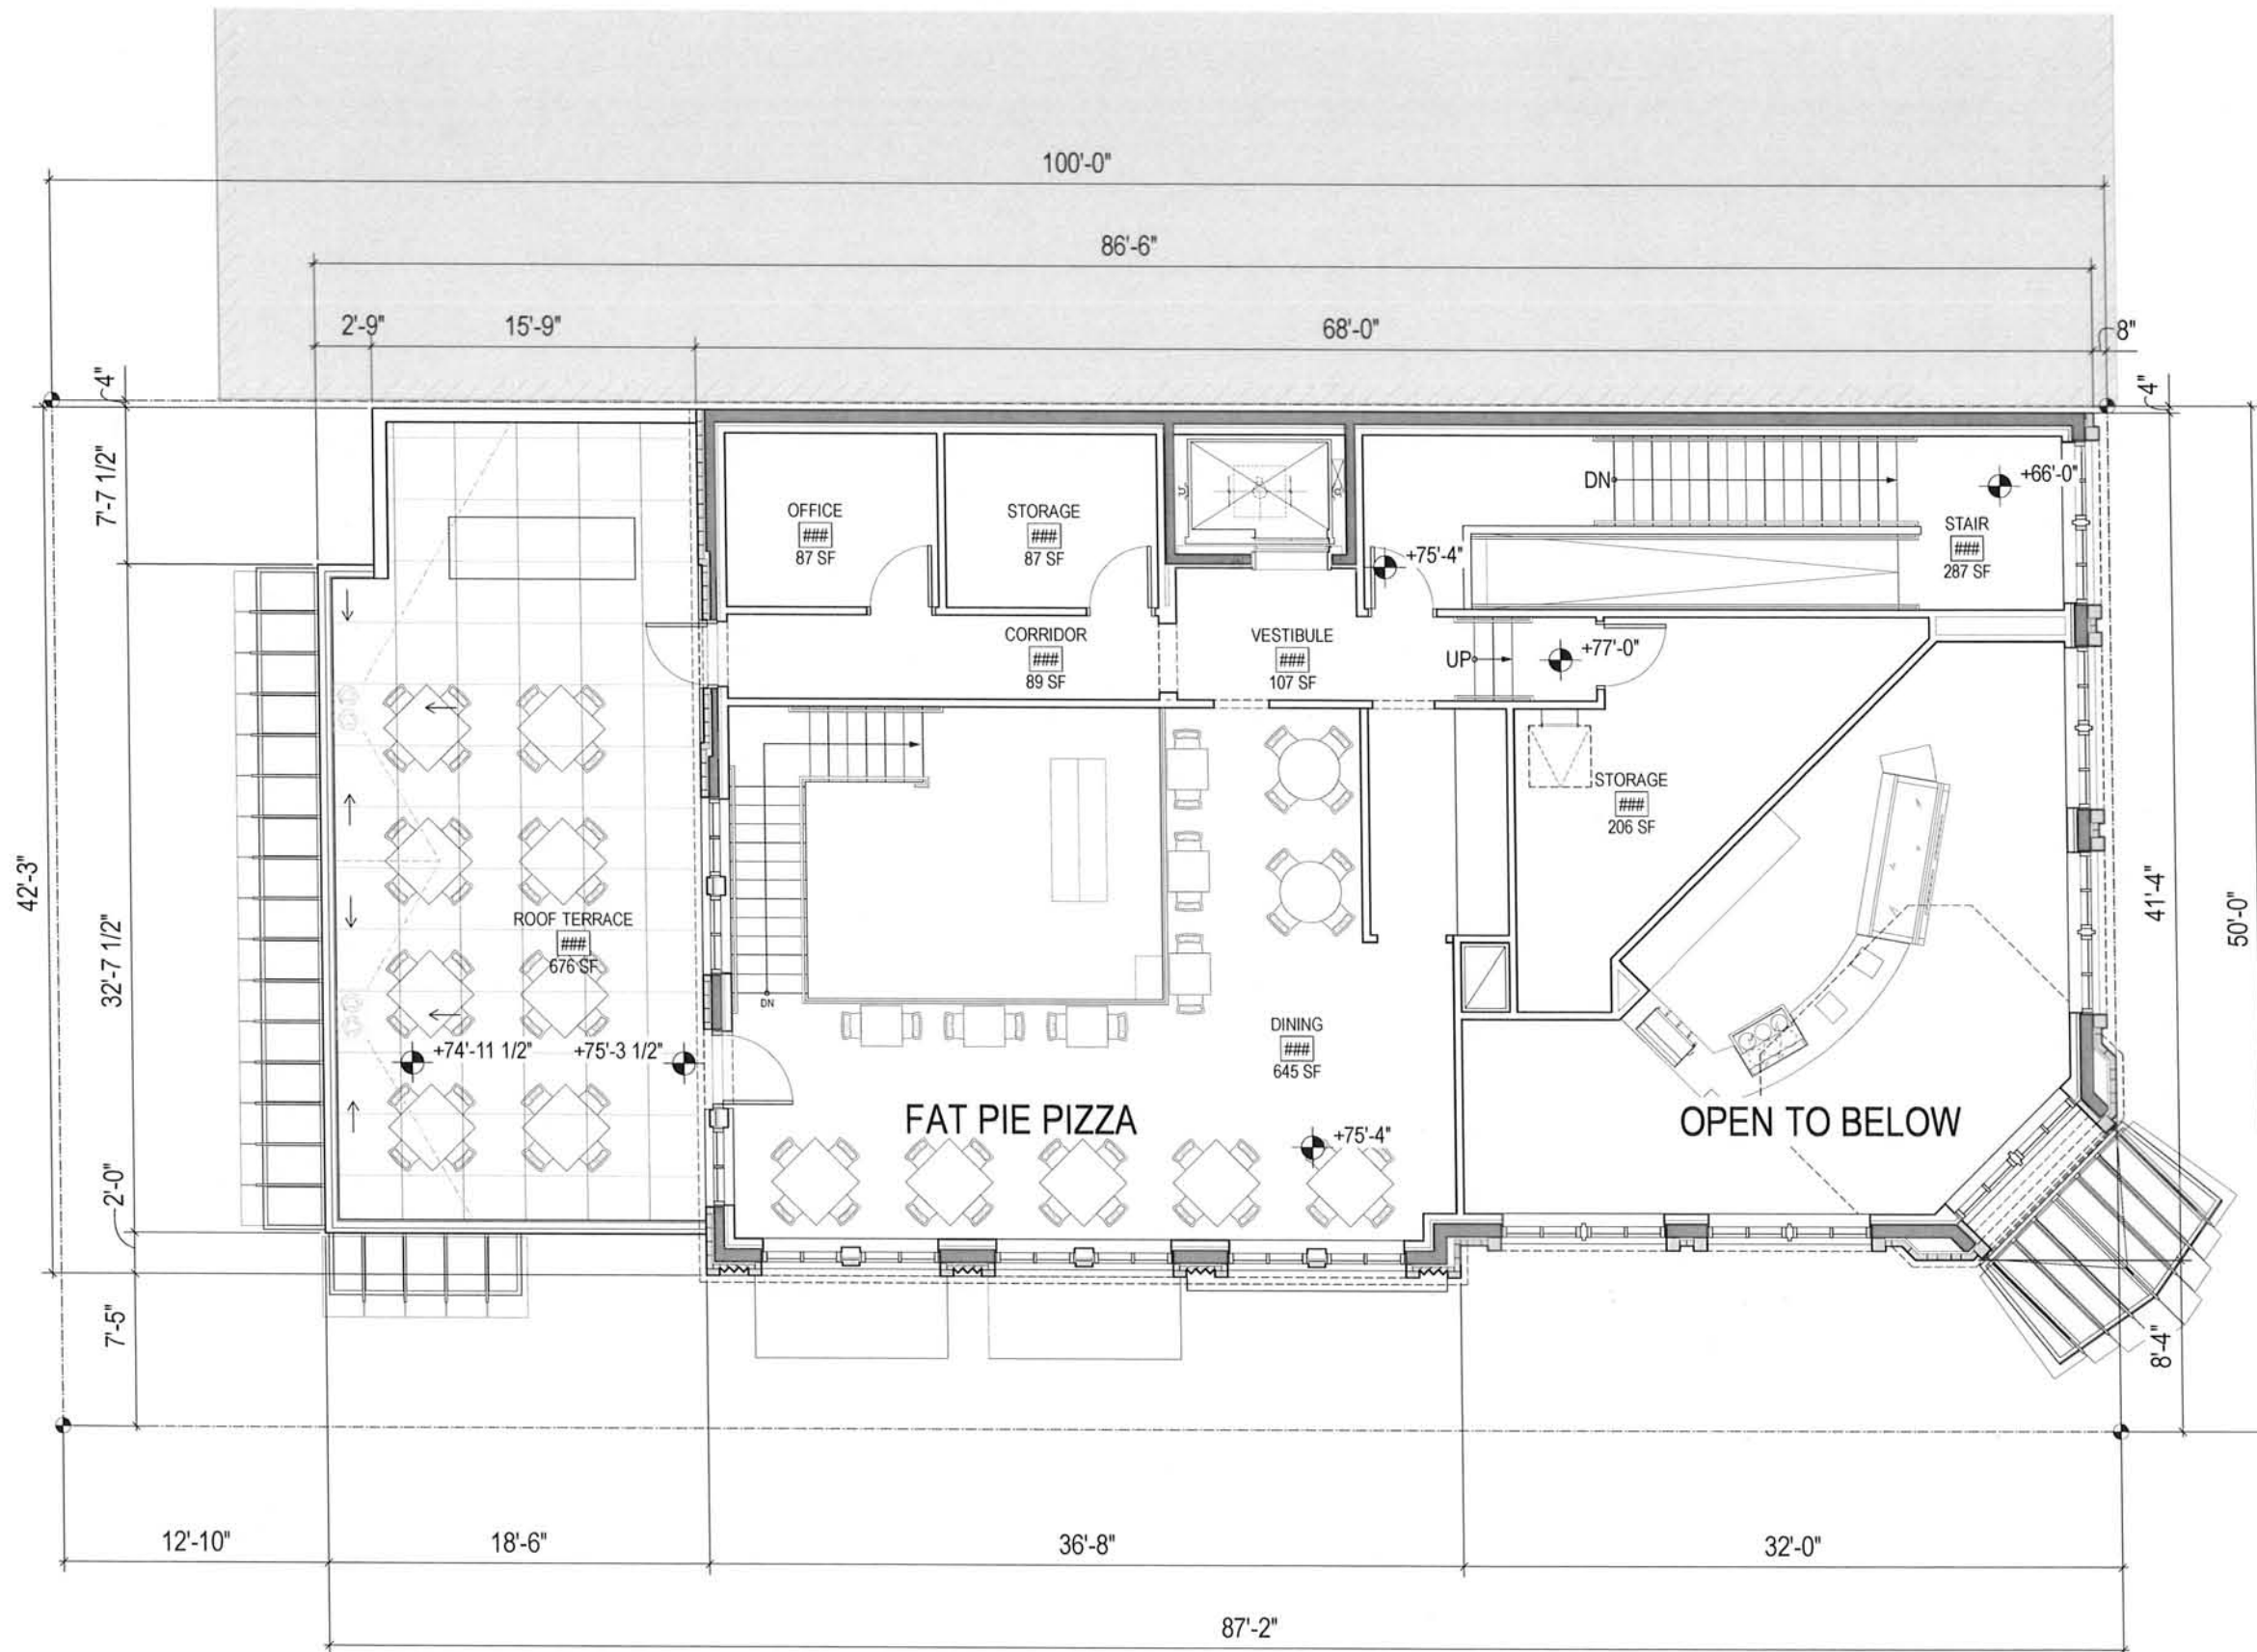 100'-0"
86'-6"
2'-9"
15'-9"
68'-0"
8"
4"
4"
7'-7 1/2"
42'-3"
32'-7 1/2"
2'-0"
7'-5"
OFFICE
###
87 SF
STORAGE
###
87 SF
DN
+66'-0"
STAIR
###
287 SF
+75'-4"
CORRIDOR
###
89 SF
VESTIBULE
###
107 SF
UP
+77'-0"
STORAGE
###
206 SF
ROOF TERRACE
###
676 SF
DN
+74'-11 1/2"
+75'-3 1/2"
DINING
###
645 SF
FAT PIE PIZZA
+75'-4"
OPEN TO BELOW
41'-4"
50'-0"
8'-4"
12'-10"
18'-6"
36'-8"
32'-0"
87'-2"